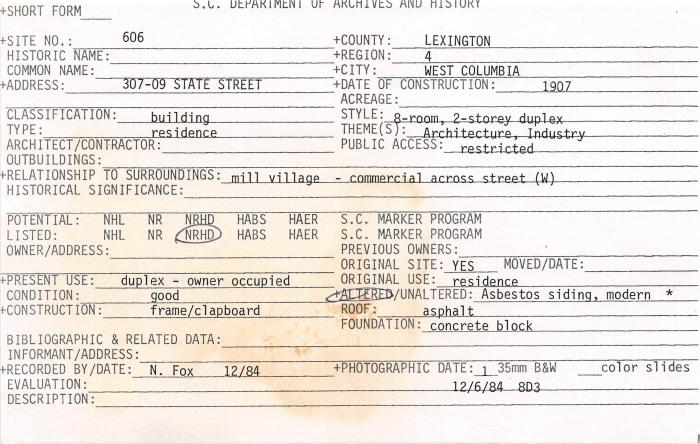 S.C. DEPARTMENT OF ARCHIVES AND HISTORY
+SHORT FORM
+SITE NO.: 606 +COUNTY: LEXINGTON
HISTORIC NAME: +REGION: 4
COMMON NAME: +CITY: WEST COLUMBIA
+ADDRESS: 307-09 STATE STREET +DATE OF CONSTRUCTION: 1907
ACREAGE:
CLASSIFICATION: building STYLE: 8-room, 2-storey duplex
TYPE: residence THEME(S): Architecture, Industry
ARCHITECT/CONTRACTOR: PUBLIC ACCESS: restricted
OUTBUILDINGS:
+RELATIONSHIP TO SURROUNDINGS: mill village - commercial across street (W)
HISTORICAL SIGNIFICANCE:
POTENTIAL: NHL NR NRHD HABS HAER S.C. MARKER PROGRAM
LISTED: NHL NR NRHD HABS HAER S.C. MARKER PROGRAM
OWNER/ADDRESS: PREVIOUS OWNERS:
ORIGINAL SITE: YES MOVED/DATE:
+PRESENT USE: duplex - owner occupied ORIGINAL USE: residence
CONDITION: good +ALTERED/UNALTERED: Asbestos siding, modern *
+CONSTRUCTION: frame/clapboard ROOF: asphalt
FOUNDATION: concrete block
BIBLIOGRAPHIC & RELATED DATA:
INFORMANT/ADDRESS:
+RECORDED BY/DATE: N. Fox 12/84 +PHOTOGRAPHIC DATE: 1 35mm B&W color slides
EVALUATION: 12/6/84 8D3
DESCRIPTION: